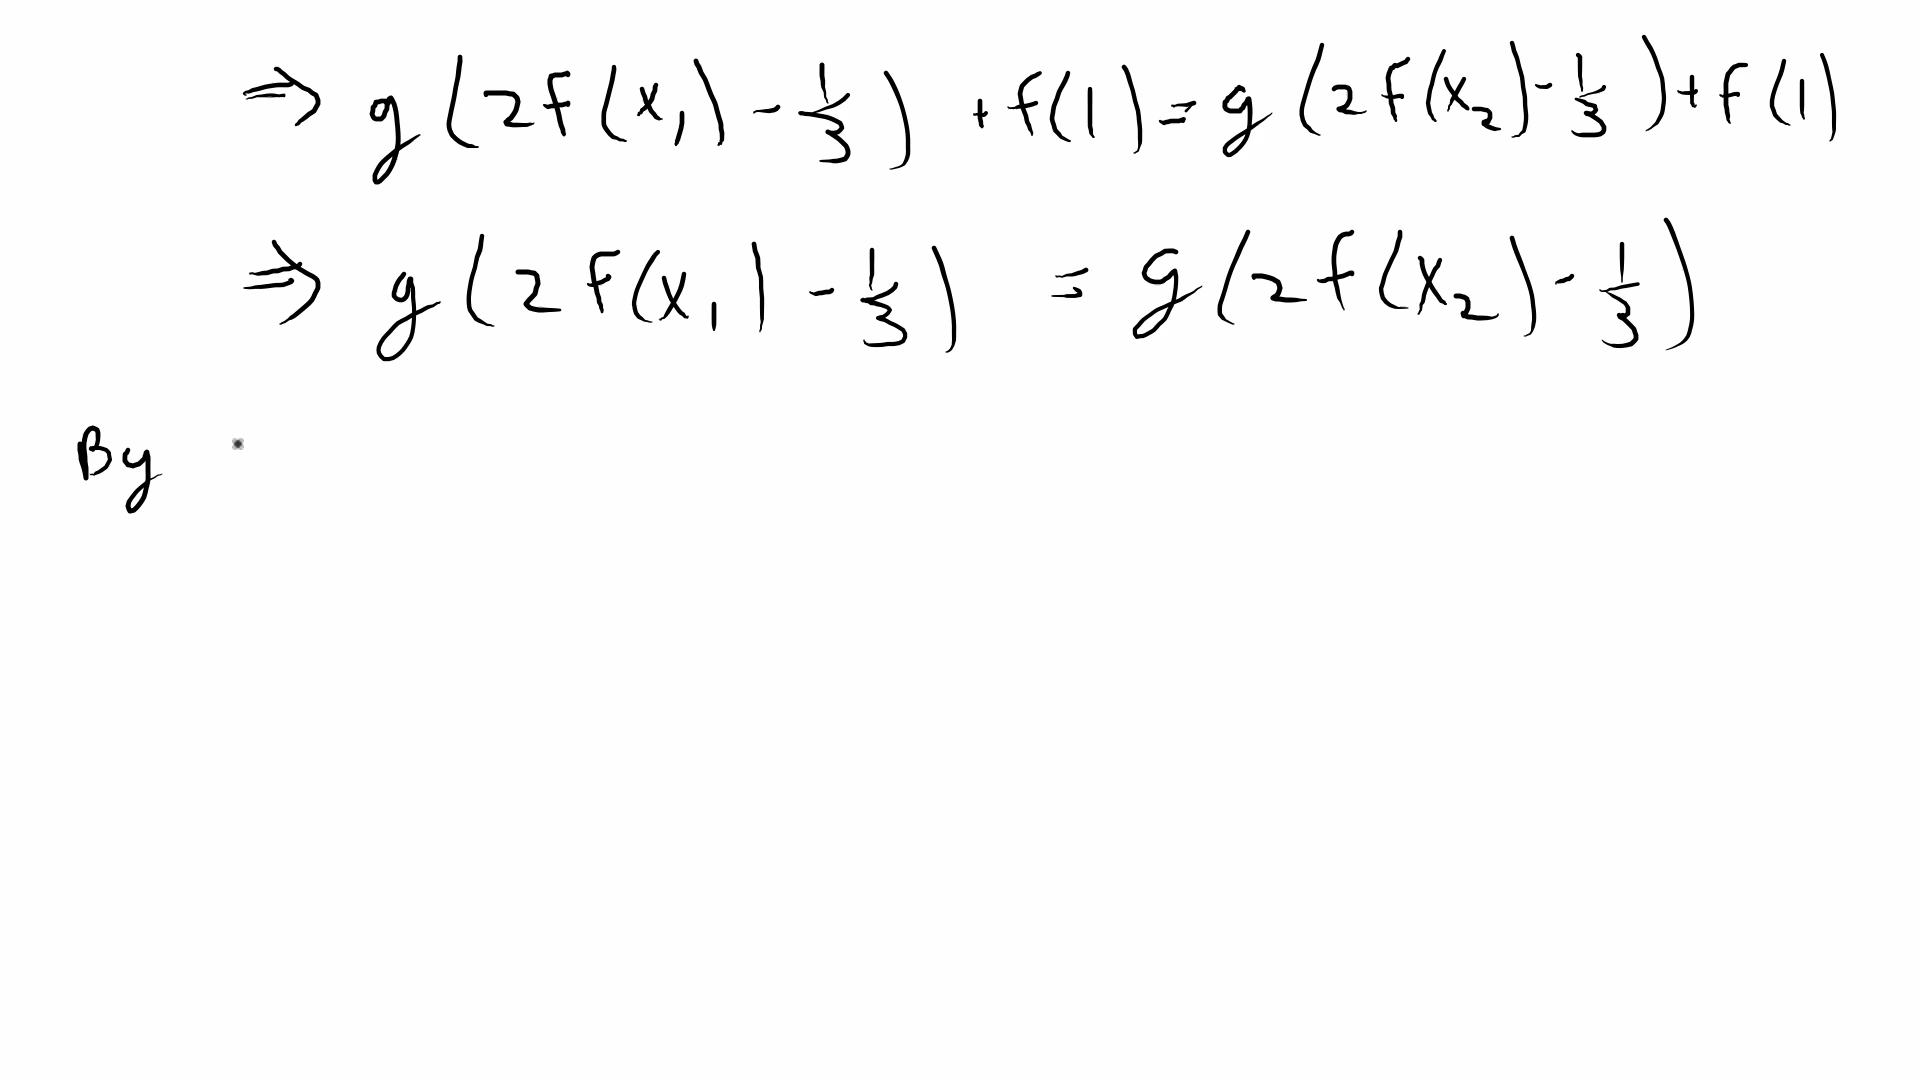 ⇒ g(2f(x₁) - 1/3) + f(1) = g(2f(x₂) - 1/3) + f(1)
⇒ g(2f(x₁) - 1/3) = g(2f(x₂) - 1/3)
By